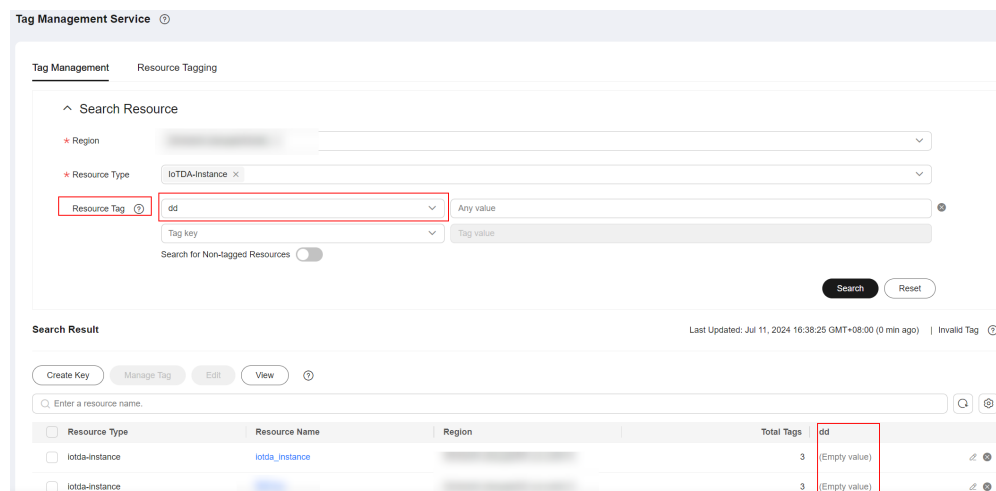 Tag Management Service
Tag Management Resource Tagging
Search Resource
* Region
* Resource Type IoTDA-Instance ×
Resource Tag dd Any value
Tag key Tag value
Search for Non-tagged Resources
Search Reset
Search Result Last Updated: Jul 11, 2024 16:38:25 GMT+08:00 (0 min ago) | Invalid Tag
Create Key Manage Tag Edit View
Enter a resource name.
Resource Type Resource Name Region Total Tags dd
iotda-instance iotda_instance 3 (Empty value)
iotda-instance 3 (Empty value)